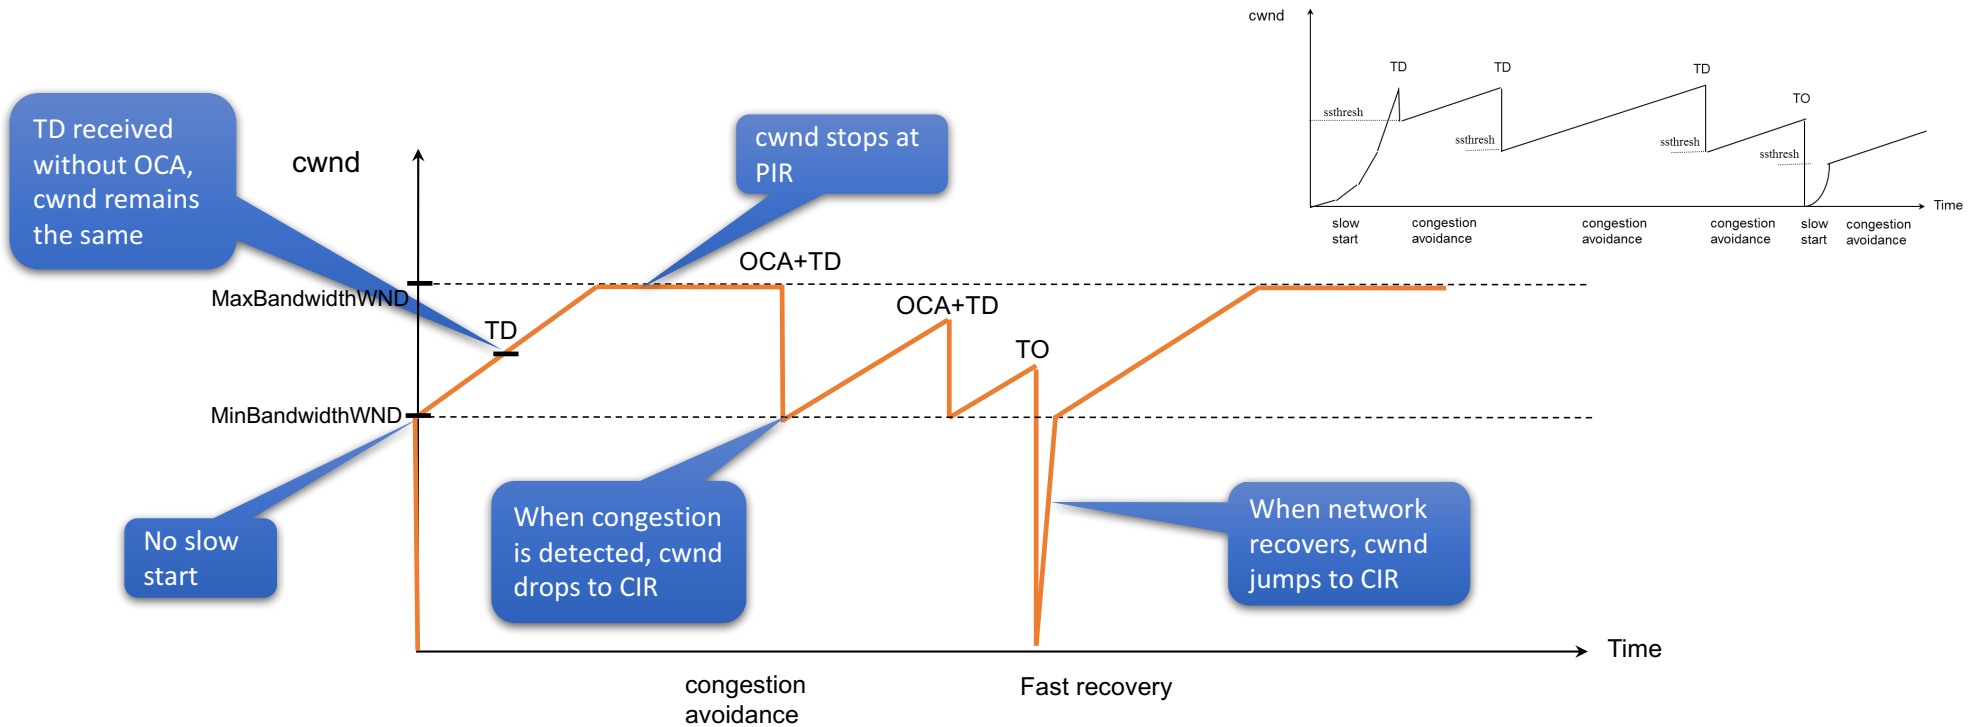 TD received
without OCA,
cwnd remains
the same
cwnd
cwnd stops at
PIR
MaxBandwidthWND
MinBandwidthWND
TD
OCA+TD
OCA+TD
TO
No slow
start
When congestion
is detected, cwnd
drops to CIR
When network
recovers, cwnd
jumps to CIR
Time
congestion
avoidance
Fast recovery
cwnd
TD
TD
TD
TO
ssthresh
ssthresh
ssthresh
ssthresh
Time
slow
start
congestion
avoidance
congestion
avoidance
congestion
avoidance
slow
start
congestion
avoidance